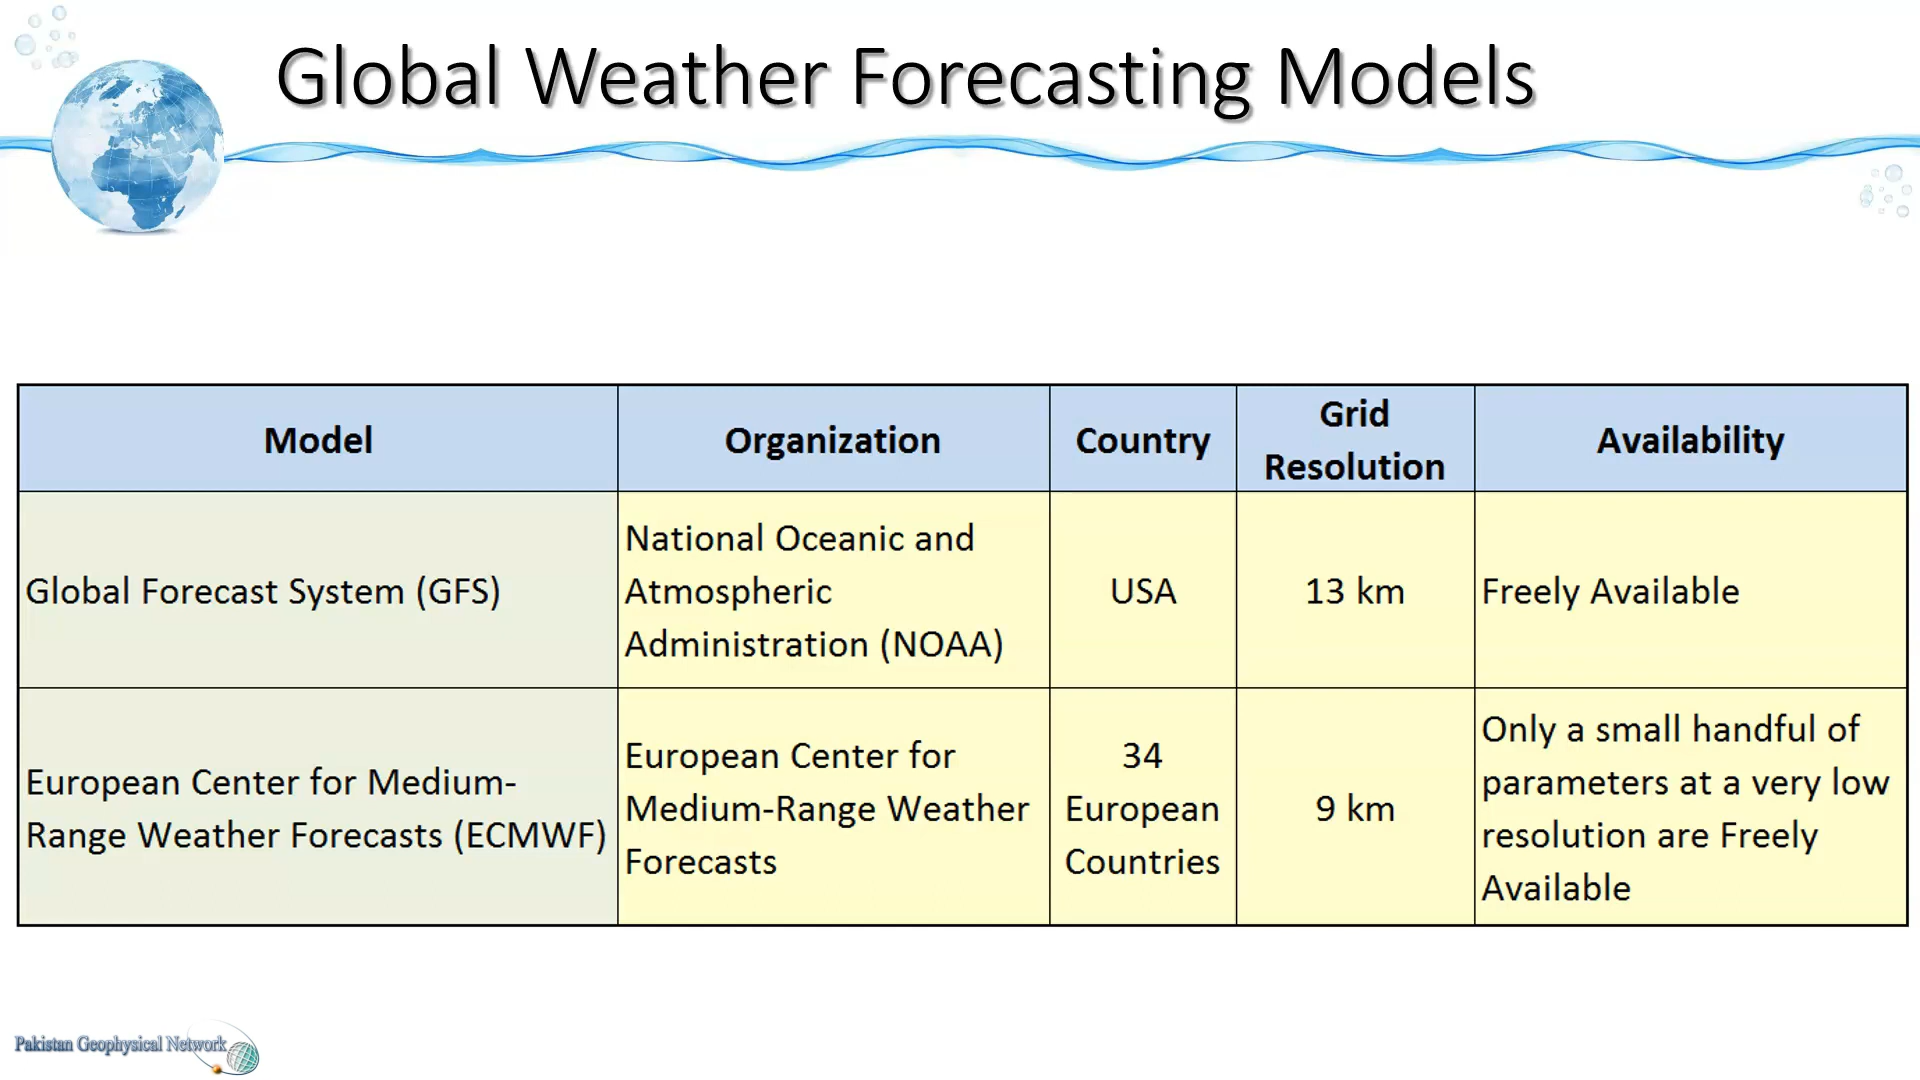 Global Weather Forecasting Models
Model
Organization
Country
Grid
Resolution
Availability
Global Forecast System (GFS)
National Oceanic and
Atmospheric
Administration (NOAA)
USA
13 km
Freely Available
European Center for Medium-
Range Weather Forecasts (ECMWF)
European Center for
Medium-Range Weather
Forecasts
34
European
Countries
9 km
Only a small handful of
parameters at a very low
resolution are Freely
Available
Pakistan Geophysical Network